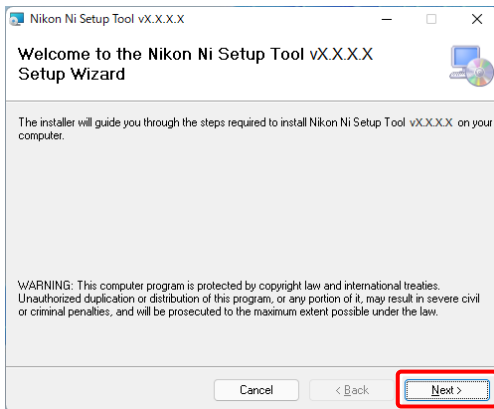 Nikon Ni Setup Tool vX.X.X.X
Welcome to the Nikon Ni Setup Tool vX.X.X.X
Setup Wizard
The installer will guide you through the steps required to install Nikon Ni Setup Tool vX.X.X.X on your
computer.
WARNING: This computer program is protected by copyright law and international treaties.
Unauthorized duplication or distribution of this program, or any portion of it, may result in severe civil
or criminal penalties, and will be prosecuted to the maximum extent possible under the law.
Cancel < Back Next >